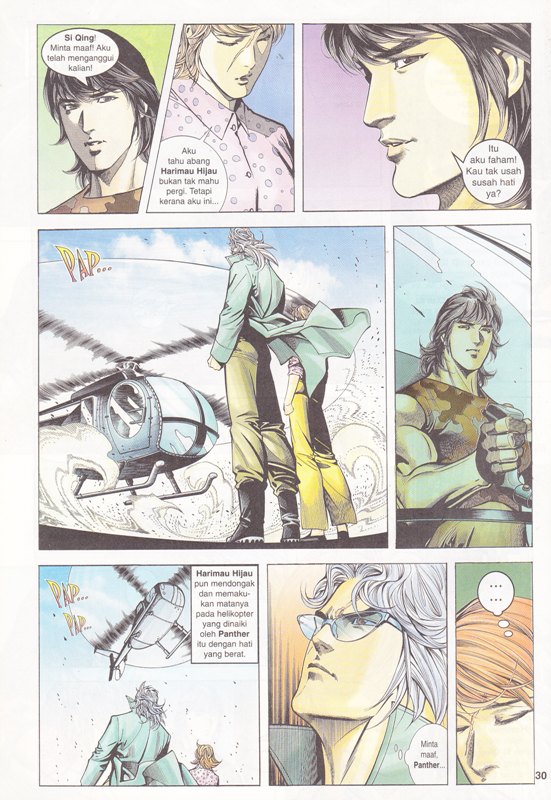 Si Qing!
Minta maaf! Aku
telah menganggui
kalian!
Aku
tahu abang
Harimau Hijau
bukan tak mahu
pergi. Tetapi
kerana aku ini...
Itu
aku faham!
Kau tak usah
susah hati
ya?
PAP...
PAP...
PAP...
Harimau Hijau
pun mendongak
dan memaku-
kan matanya
pada helikopter
yang dinaiki
oleh Panther
itu dengan hati
yang berat.
Minta
maaf,
Panther...
...
...
30